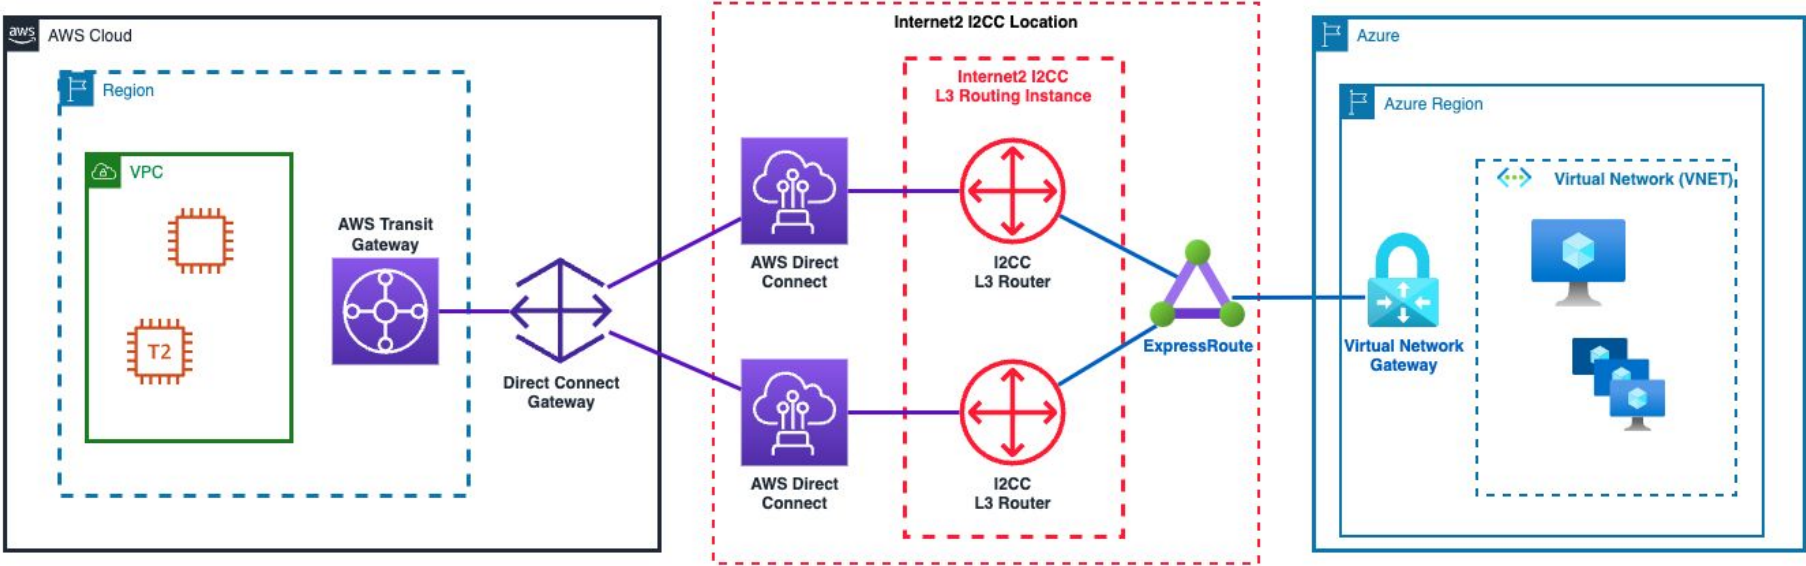 aws
AWS Cloud
Region
VPC
T2
AWS Transit
Gateway
Direct Connect
Gateway
Internet2 I2CC Location
Internet2 I2CC
L3 Routing Instance
AWS Direct
Connect
I2CC
L3 Router
AWS Direct
Connect
I2CC
L3 Router
ExpressRoute
Azure
Azure Region
Virtual Network (VNET)
Virtual Network
Gateway